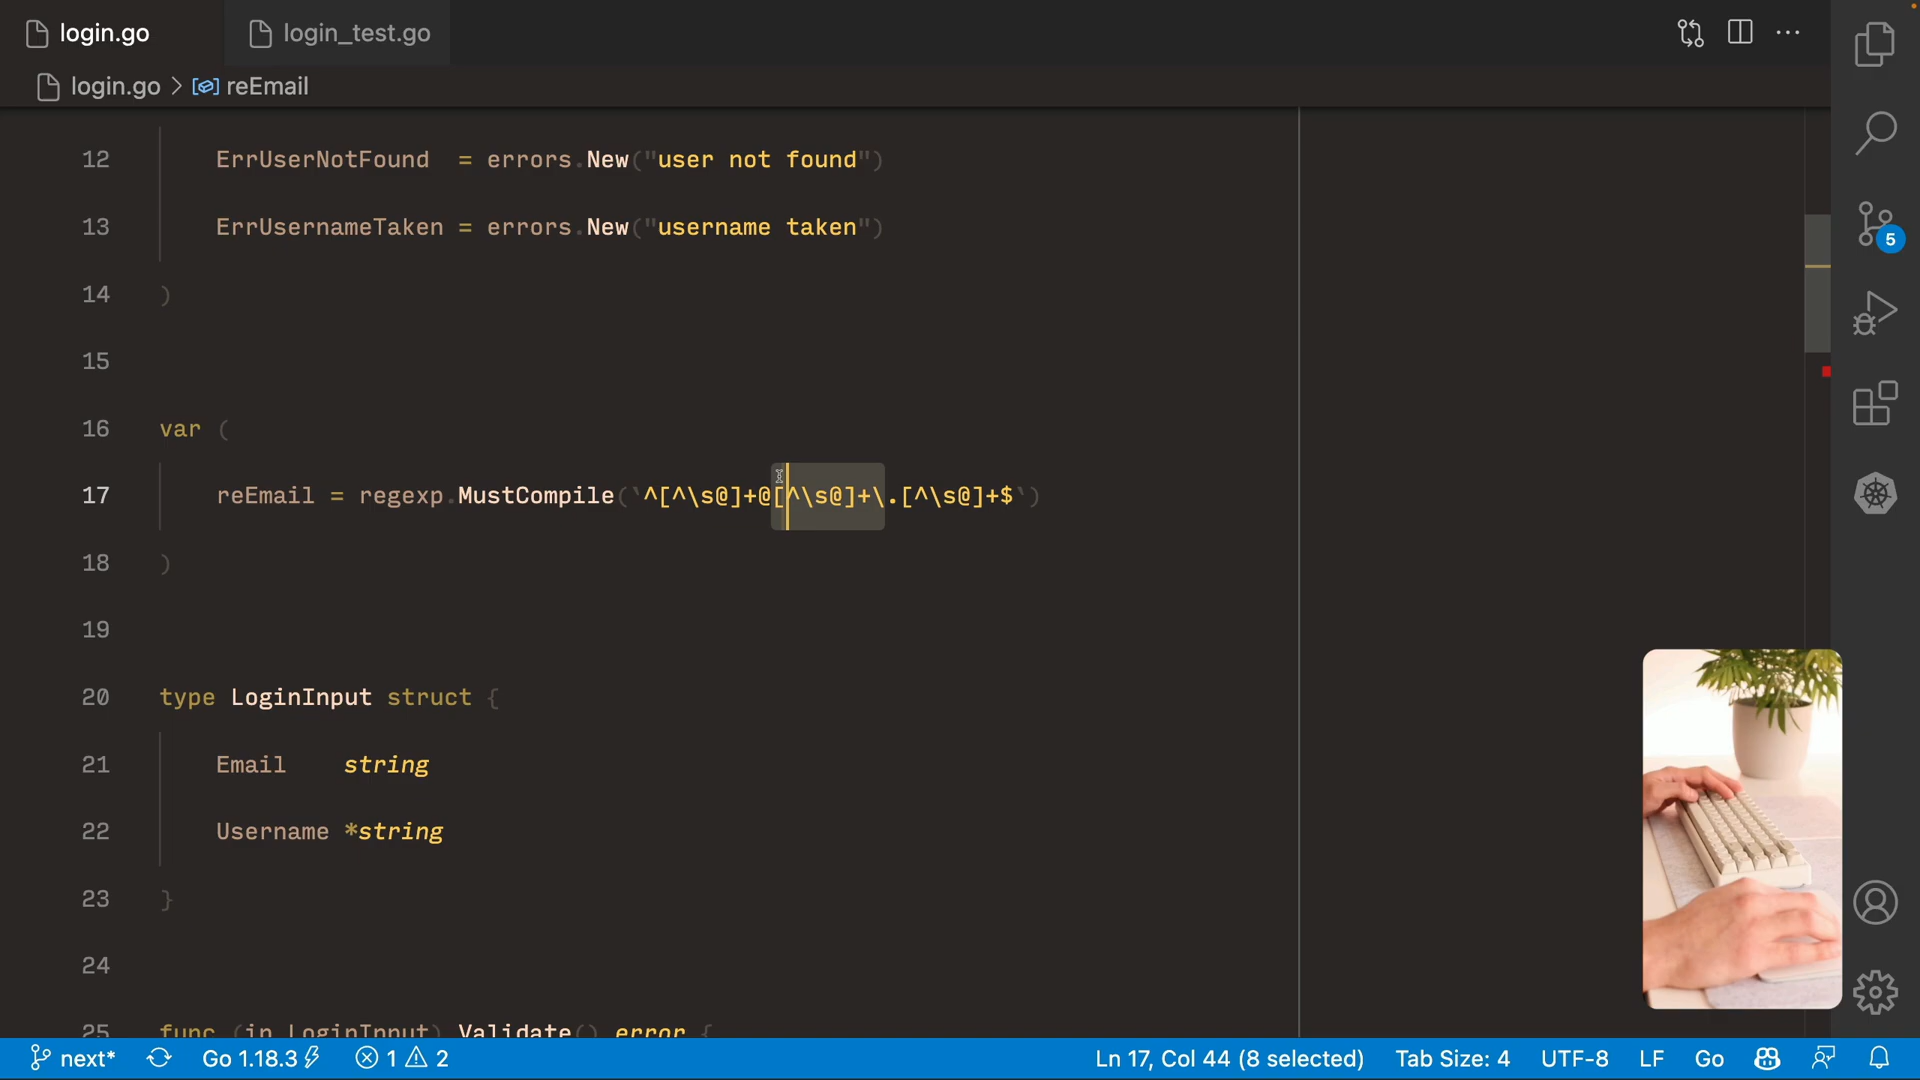 login.go
login_test.go
login.go > reEmail
12 ErrUserNotFound = errors.New("user not found")
13 ErrUsernameTaken = errors.New("username taken")
14 )
15
16 var (
17 reEmail = regexp.MustCompile(`^[^\s@]+@[^\s@]+\.[^\s@]+$`)
18 )
19
20 type LoginInput struct {
21 Email string
22 Username *string
23 }
24
25 func (in LoginInput) Validate() error {
5
next* Go 1.18.3 1 2 Ln 17, Col 44 (8 selected) Tab Size: 4 UTF-8 LF Go